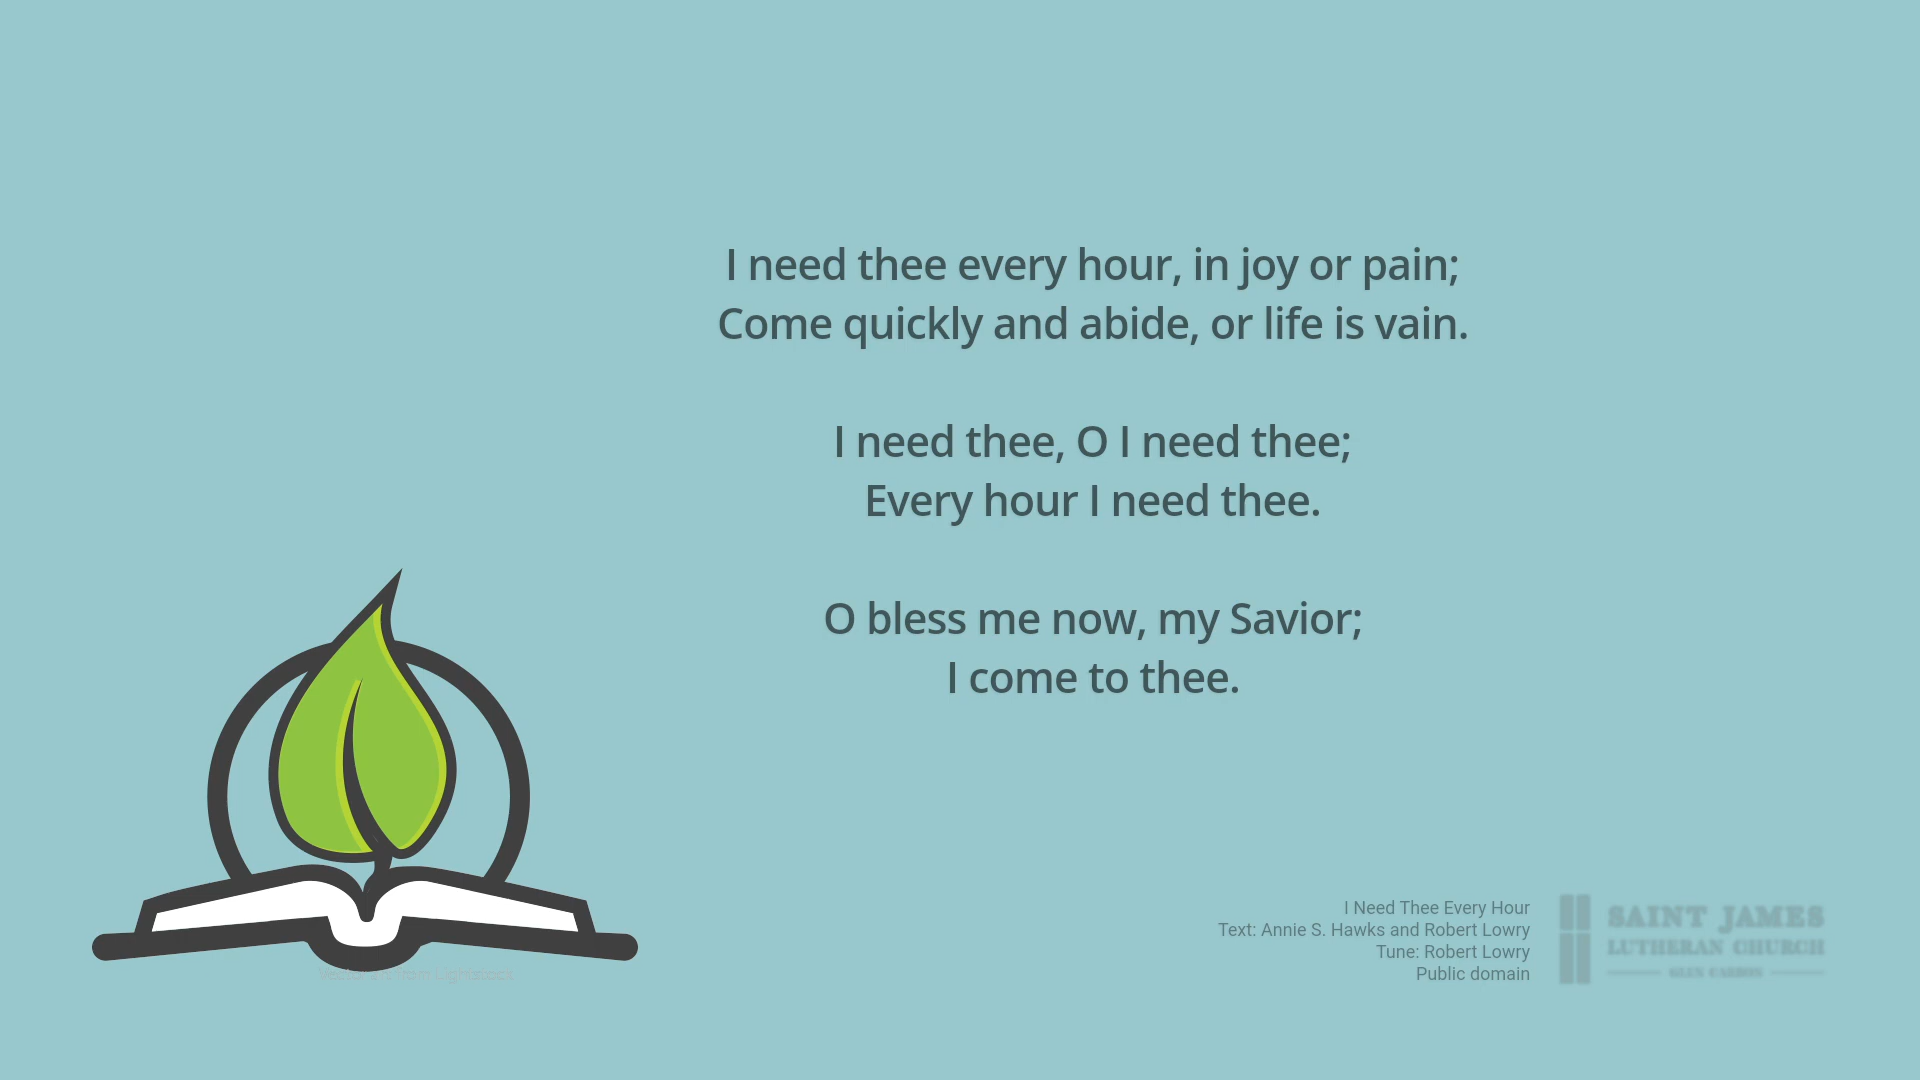 I need thee every hour, in joy or pain;
Come quickly and abide, or life is vain.
I need thee, O I need thee;
Every hour I need thee.
O bless me now, my Savior;
I come to thee.
I Need Thee Every Hour
Text: Annie S. Hawks and Robert Lowry
Tune: Robert Lowry
Public domain
SAINT JAMES
LUTHERAN CHURCH
GLEN CARBON